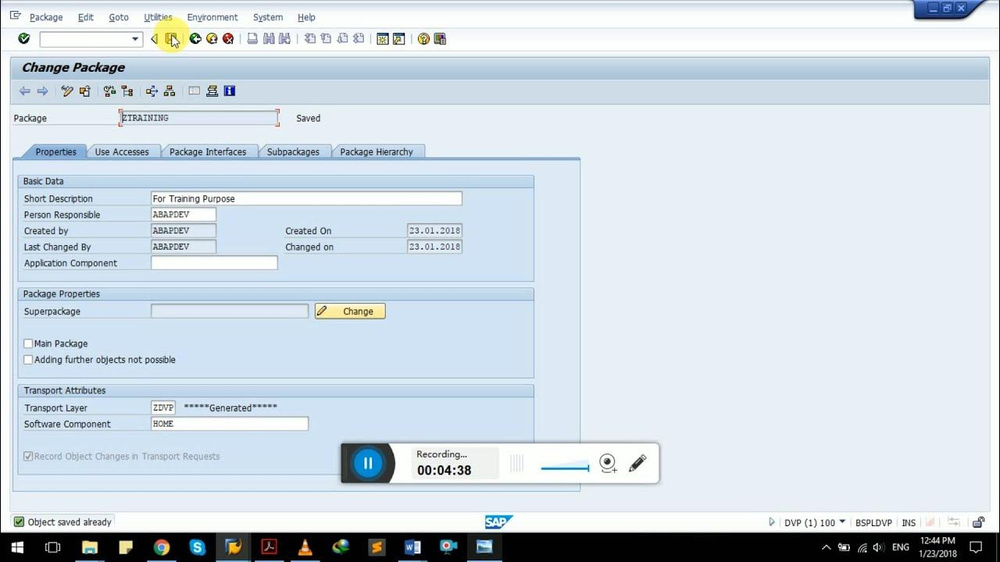 Package Edit Goto Utilities Environment System Help
Change Package
Package ZTRAINING Saved
Properties Use Accesses Package Interfaces Subpackages Package Hierarchy
Basic Data
Short Description For Training Purpose
Person Responsible ABAPDEV
Created by ABAPDEV Created On 23.01.2018
Last Changed By ABAPDEV Changed on 23.01.2018
Application Component
Package Properties
Superpackage Change
Main Package
Adding further objects not possible
Transport Attributes
Transport Layer ZDVP *****Generated*****
Software Component HOME
Record Object Changes in Transport Requests
Recording...
00:04:38
Object saved already SAP DVP (1) 100 BSPLDVP INS
ENG 12:44 PM
1/23/2018